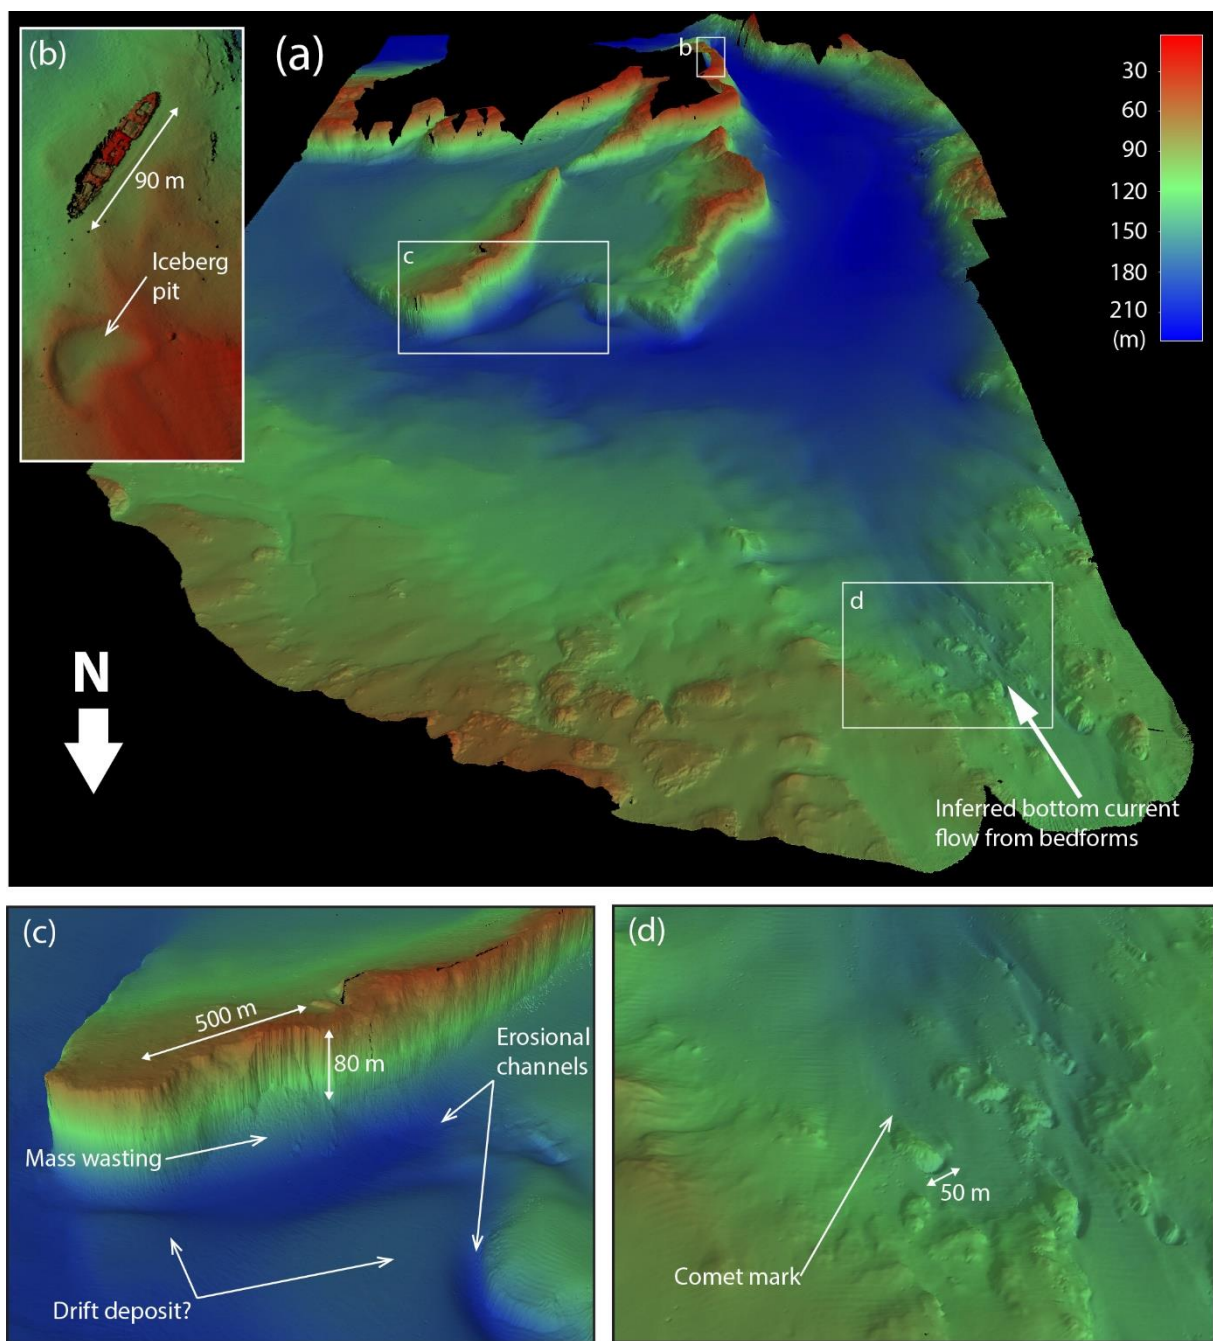 (a)
b
c
d
N
Inferred bottom current
flow from bedforms
30
60
90
120
150
180
210
(m)
(b)
90 m
Iceberg
pit
(c)
500 m
80 m
Erosional
channels
Mass wasting
Drift deposit?
(d)
50 m
Comet mark